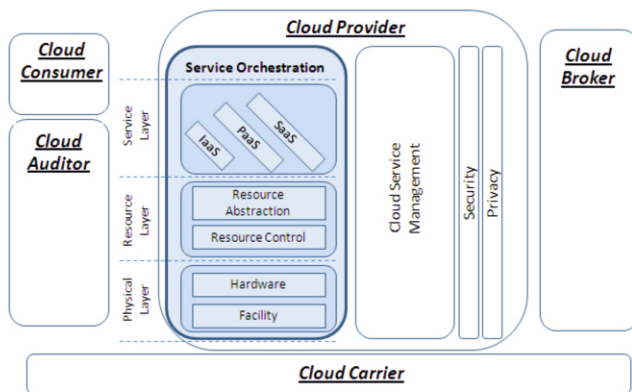 Cloud
Consumer
Cloud
Auditor
Cloud Provider
Service Orchestration
Service
Layer
IaaS
PaaS
SaaS
Resource
Layer
Resource
Abstraction
Resource Control
Physical
Layer
Hardware
Facility
Cloud Service
Management
Security
Privacy
Cloud
Broker
Cloud Carrier